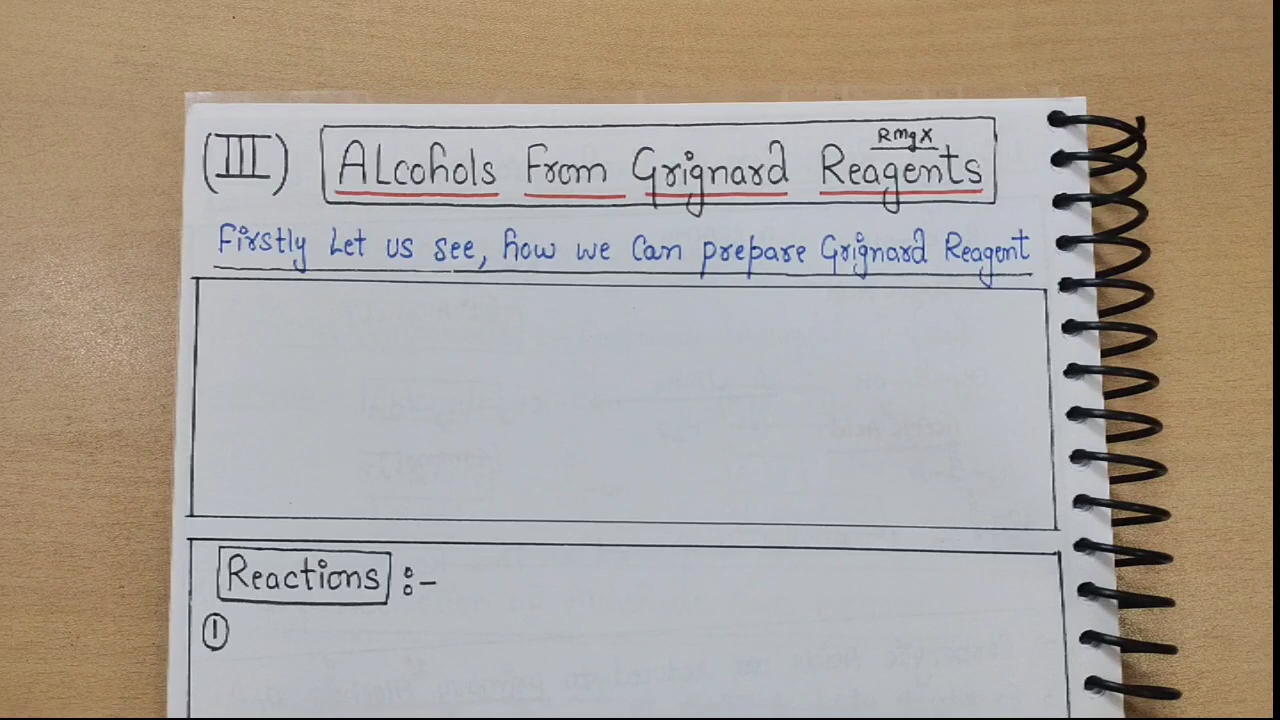 RMgX
(III) Alcohols From Grignard Reagents
Firstly Let us see, how we can prepare Grignard Reagent
Reactions :-
①